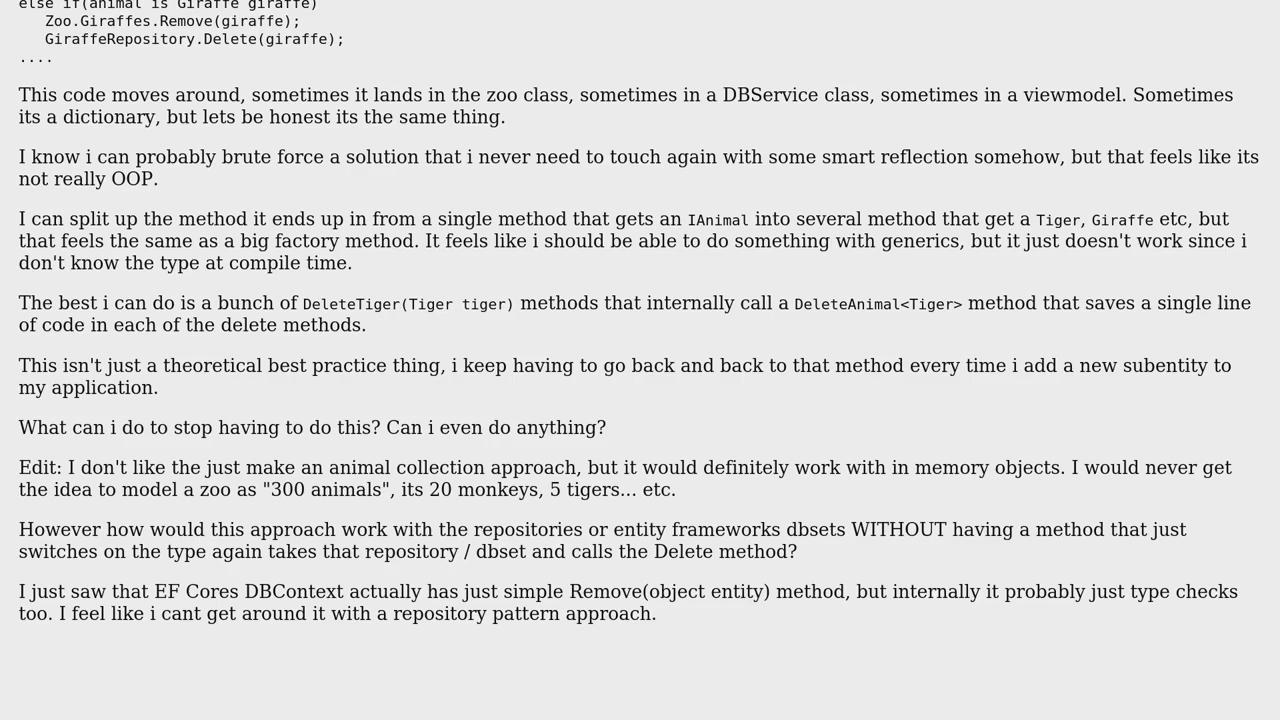 else if(animal is Giraffe giraffe)
   Zoo.Giraffes.Remove(giraffe);
   GiraffeRepository.Delete(giraffe);
....
This code moves around, sometimes it lands in the zoo class, sometimes in a DBService class, sometimes in a viewmodel. Sometimes
its a dictionary, but lets be honest its the same thing.
I know i can probably brute force a solution that i never need to touch again with some smart reflection somehow, but that feels like its
not really OOP.
I can split up the method it ends up in from a single method that gets an IAnimal into several method that get a Tiger, Giraffe etc, but
that feels the same as a big factory method. It feels like i should be able to do something with generics, but it just doesn't work since i
don't know the type at compile time.
The best i can do is a bunch of DeleteTiger(Tiger tiger) methods that internally call a DeleteAnimal<Tiger> method that saves a single line
of code in each of the delete methods.
This isn't just a theoretical best practice thing, i keep having to go back and back to that method every time i add a new subentity to
my application.
What can i do to stop having to do this? Can i even do anything?
Edit: I don't like the just make an animal collection approach, but it would definitely work with in memory objects. I would never get
the idea to model a zoo as "300 animals", its 20 monkeys, 5 tigers... etc.
However how would this approach work with the repositories or entity frameworks dbsets WITHOUT having a method that just
switches on the type again takes that repository / dbset and calls the Delete method?
I just saw that EF Cores DBContext actually has just simple Remove(object entity) method, but internally it probably just type checks
too. I feel like i cant get around it with a repository pattern approach.